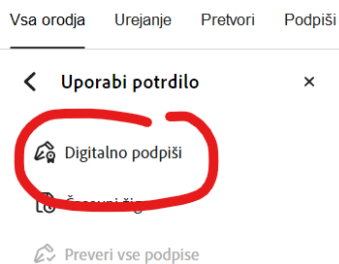 Vsa orodja Urejanje Pretvori Podpiši
Uporabi potrdilo
Digitalno podpiši
Preveri vse podpise